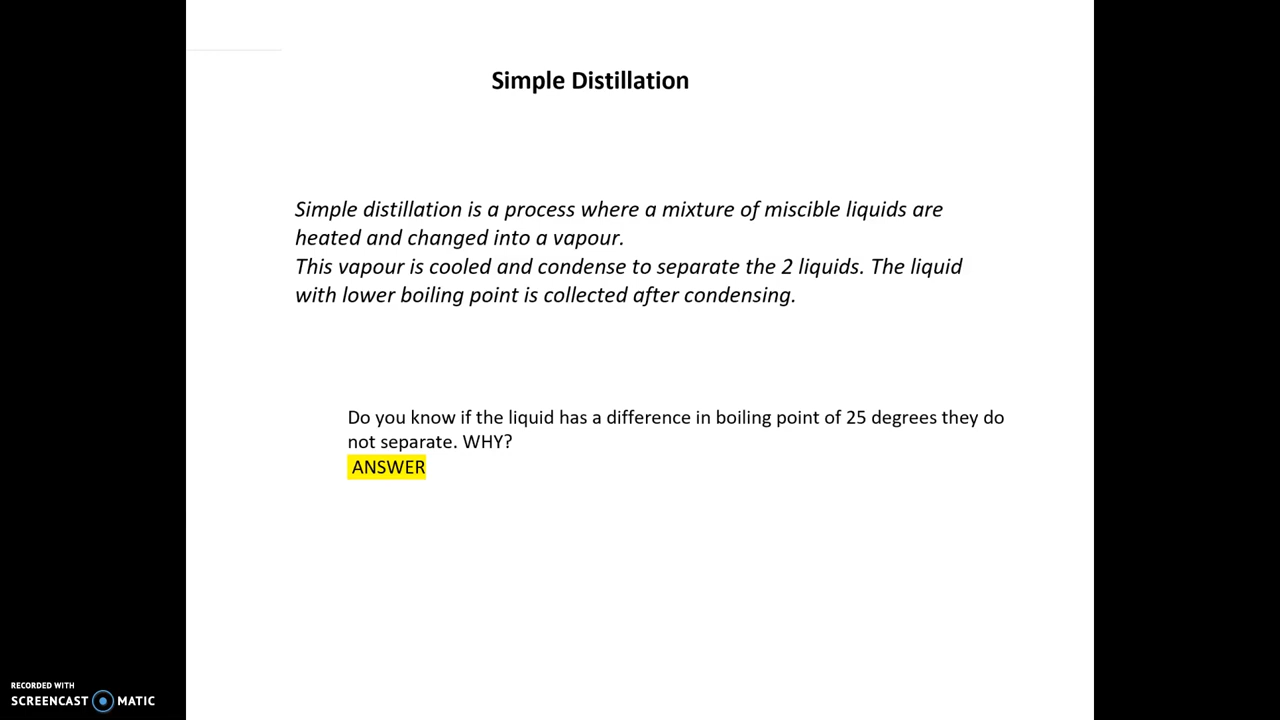 Simple Distillation
Simple distillation is a process where a mixture of miscible liquids are
heated and changed into a vapour.
This vapour is cooled and condense to separate the 2 liquids. The liquid
with lower boiling point is collected after condensing.
Do you know if the liquid has a difference in boiling point of 25 degrees they do
not separate. WHY?
ANSWER
RECORDED WITH
SCREENCAST MATIC